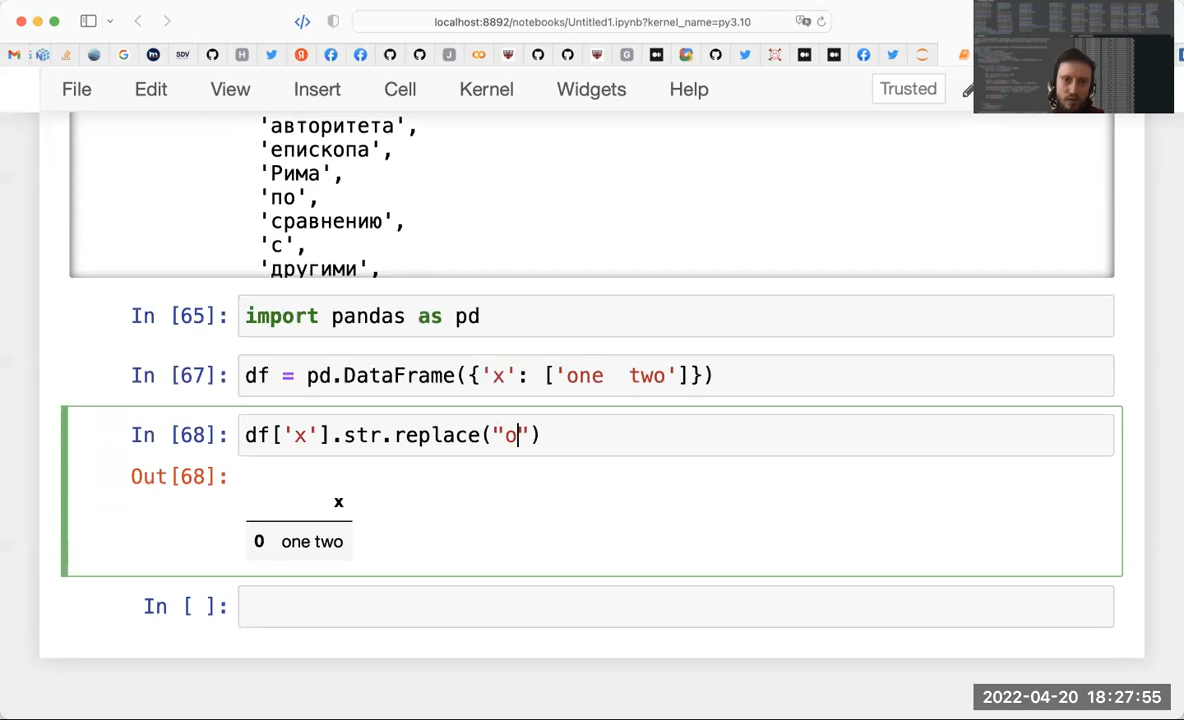 localhost:8892/notebooks/Untitled1.ipynb?kernel_name=py3.10
SDV
File Edit View Insert Cell Kernel Widgets Help Trusted
'авторитета',
'епископа',
'Рима',
'по',
'сравнению',
'с',
'другими',
In [65]: import pandas as pd
In [67]: df = pd.DataFrame({'x': ['one  two']})
In [68]: df['x'].str.replace("o")
Out[68]:
x
0 one two
In [ ]:
2022-04-20 18:27:55